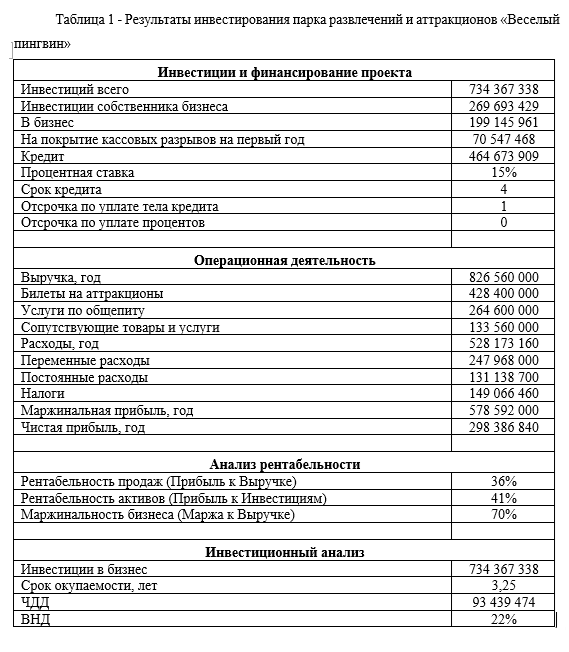 Таблица 1 - Результаты инвестирования парка развлечений и аттракционов «Веселый
пингвин»
Инвестиции и финансирование проекта
Инвестиций всего 734 367 338
Инвестиции собственника бизнеса 269 693 429
В бизнес 199 145 961
На покрытие кассовых разрывов на первый год 70 547 468
Кредит 464 673 909
Процентная ставка 15%
Срок кредита 4
Отсрочка по уплате тела кредита 1
Отсрочка по уплате процентов 0
Операционная деятельность
Выручка, год 826 560 000
Билеты на аттракционы 428 400 000
Услуги по общепиту 264 600 000
Сопутствующие товары и услуги 133 560 000
Расходы, год 528 173 160
Переменные расходы 247 968 000
Постоянные расходы 131 138 700
Налоги 149 066 460
Маржинальная прибыль, год 578 592 000
Чистая прибыль, год 298 386 840
Анализ рентабельности
Рентабельность продаж (Прибыль к Выручке) 36%
Рентабельность активов (Прибыль к Инвестициям) 41%
Маржинальность бизнеса (Маржа к Выручке) 70%
Инвестиционный анализ
Инвестиции в бизнес 734 367 338
Срок окупаемости, лет 3,25
ЧДД 93 439 474
ВНД 22%